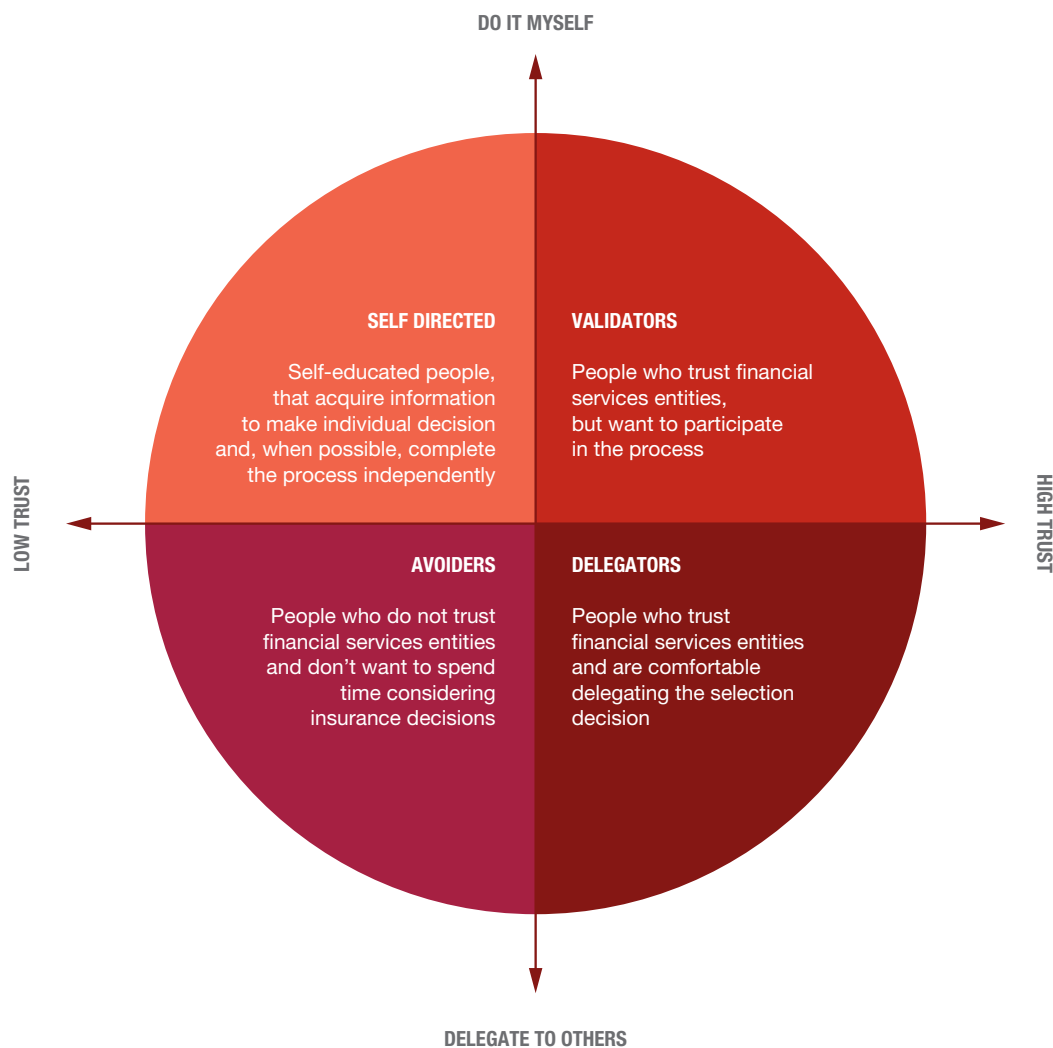 DO IT MYSELF
SELF DIRECTED
Self-educated people,
that acquire information
to make individual decision
and, when possible, complete
the process independently
VALIDATORS
People who trust financial
services entities,
but want to participate
in the process
LOW TRUST
HIGH TRUST
AVOIDERS
People who do not trust
financial services entities
and don’t want to spend
time considering
insurance decisions
DELEGATORS
People who trust
financial services entities
and are comfortable
delegating the selection
decision
DELEGATE TO OTHERS